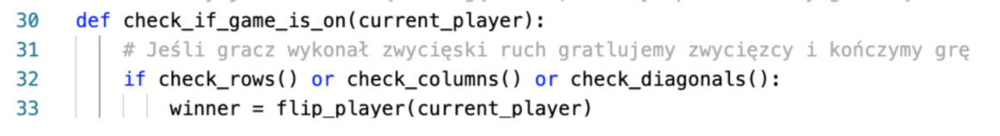 30 def check_if_game_is_on(current_player):
31 # Jeśli gracz wykonał zwycięski ruch gratlujemy zwycięzcy i kończymy grę
32 if check_rows() or check_columns() or check_diagonals():
33 winner = flip_player(current_player)